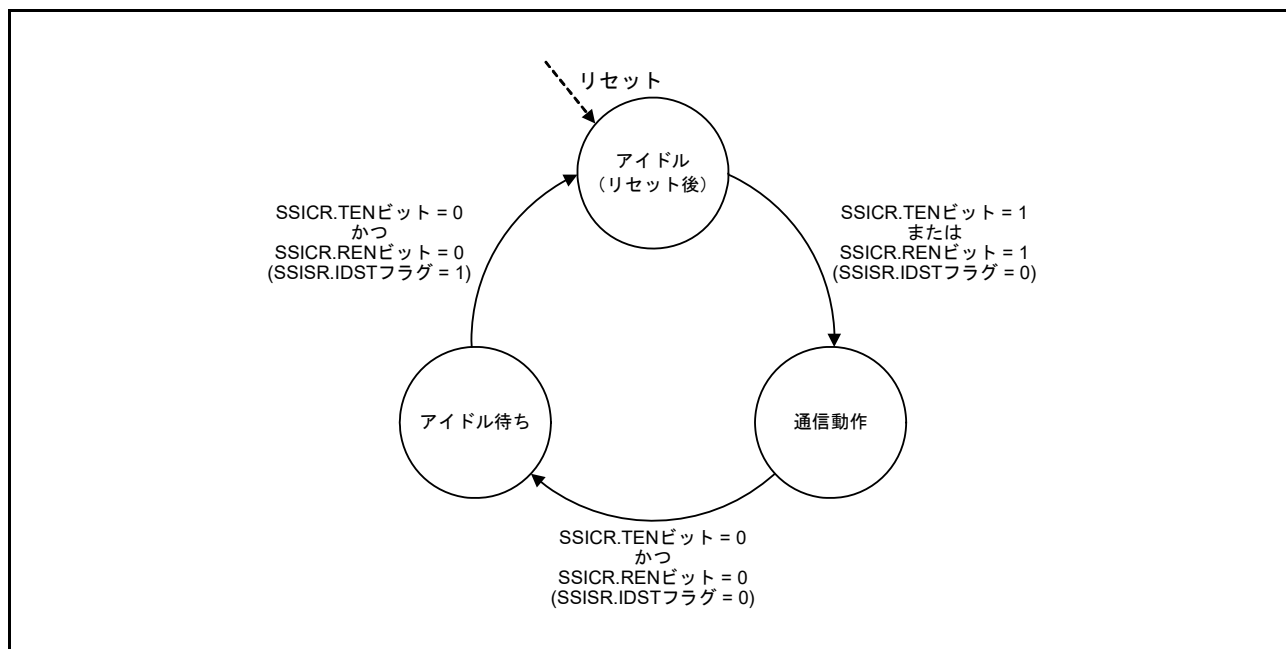 リセット
アイドル
（リセット後）
SSICR.TENビット = 0
かつ
SSICR.RENビット = 0
(SSISR.IDSTフラグ = 1)
SSICR.TENビット = 1
または
SSICR.RENビット = 1
(SSISR.IDSTフラグ = 0)
アイドル待ち
通信動作
SSICR.TENビット = 0
かつ
SSICR.RENビット = 0
(SSISR.IDSTフラグ = 0)